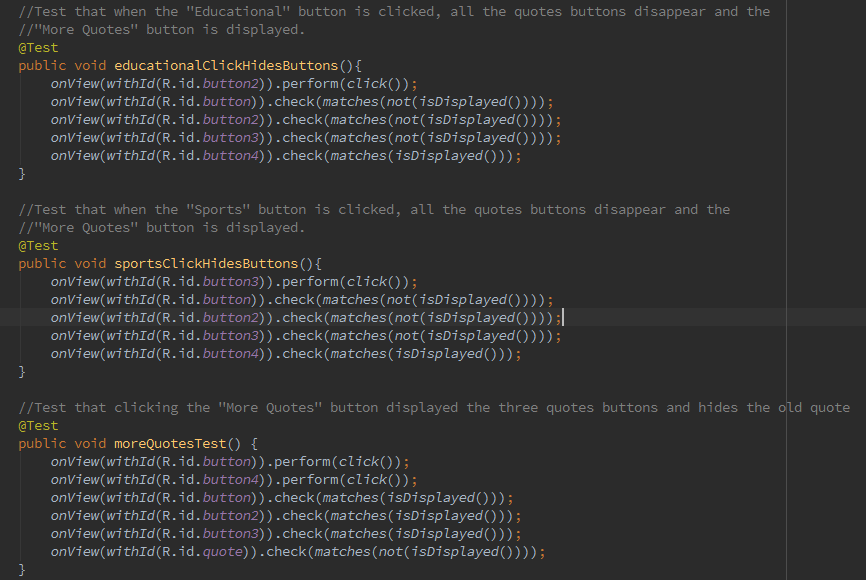 //Test that when the "Educational" button is clicked, all the quotes buttons disappear and the
//"More Quotes" button is displayed.
@Test
public void educationalClickHidesButtons(){
    onView(withId(R.id.button2)).perform(click());
    onView(withId(R.id.button)).check(matches(not(isDisplayed())));
    onView(withId(R.id.button2)).check(matches(not(isDisplayed())));
    onView(withId(R.id.button3)).check(matches(not(isDisplayed())));
    onView(withId(R.id.button4)).check(matches(isDisplayed()));
}

//Test that when the "Sports" button is clicked, all the quotes buttons disappear and the
//"More Quotes" button is displayed.
@Test
public void sportsClickHidesButtons(){
    onView(withId(R.id.button3)).perform(click());
    onView(withId(R.id.button)).check(matches(not(isDisplayed())));
    onView(withId(R.id.button2)).check(matches(not(isDisplayed())));
    onView(withId(R.id.button3)).check(matches(not(isDisplayed())));
    onView(withId(R.id.button4)).check(matches(isDisplayed()));
}

//Test that clicking the "More Quotes" button displayed the three quotes buttons and hides the old quote
@Test
public void moreQuotesTest() {
    onView(withId(R.id.button)).perform(click());
    onView(withId(R.id.button4)).perform(click());
    onView(withId(R.id.button)).check(matches(isDisplayed()));
    onView(withId(R.id.button2)).check(matches(isDisplayed()));
    onView(withId(R.id.button3)).check(matches(isDisplayed()));
    onView(withId(R.id.quote)).check(matches(not(isDisplayed())));
}